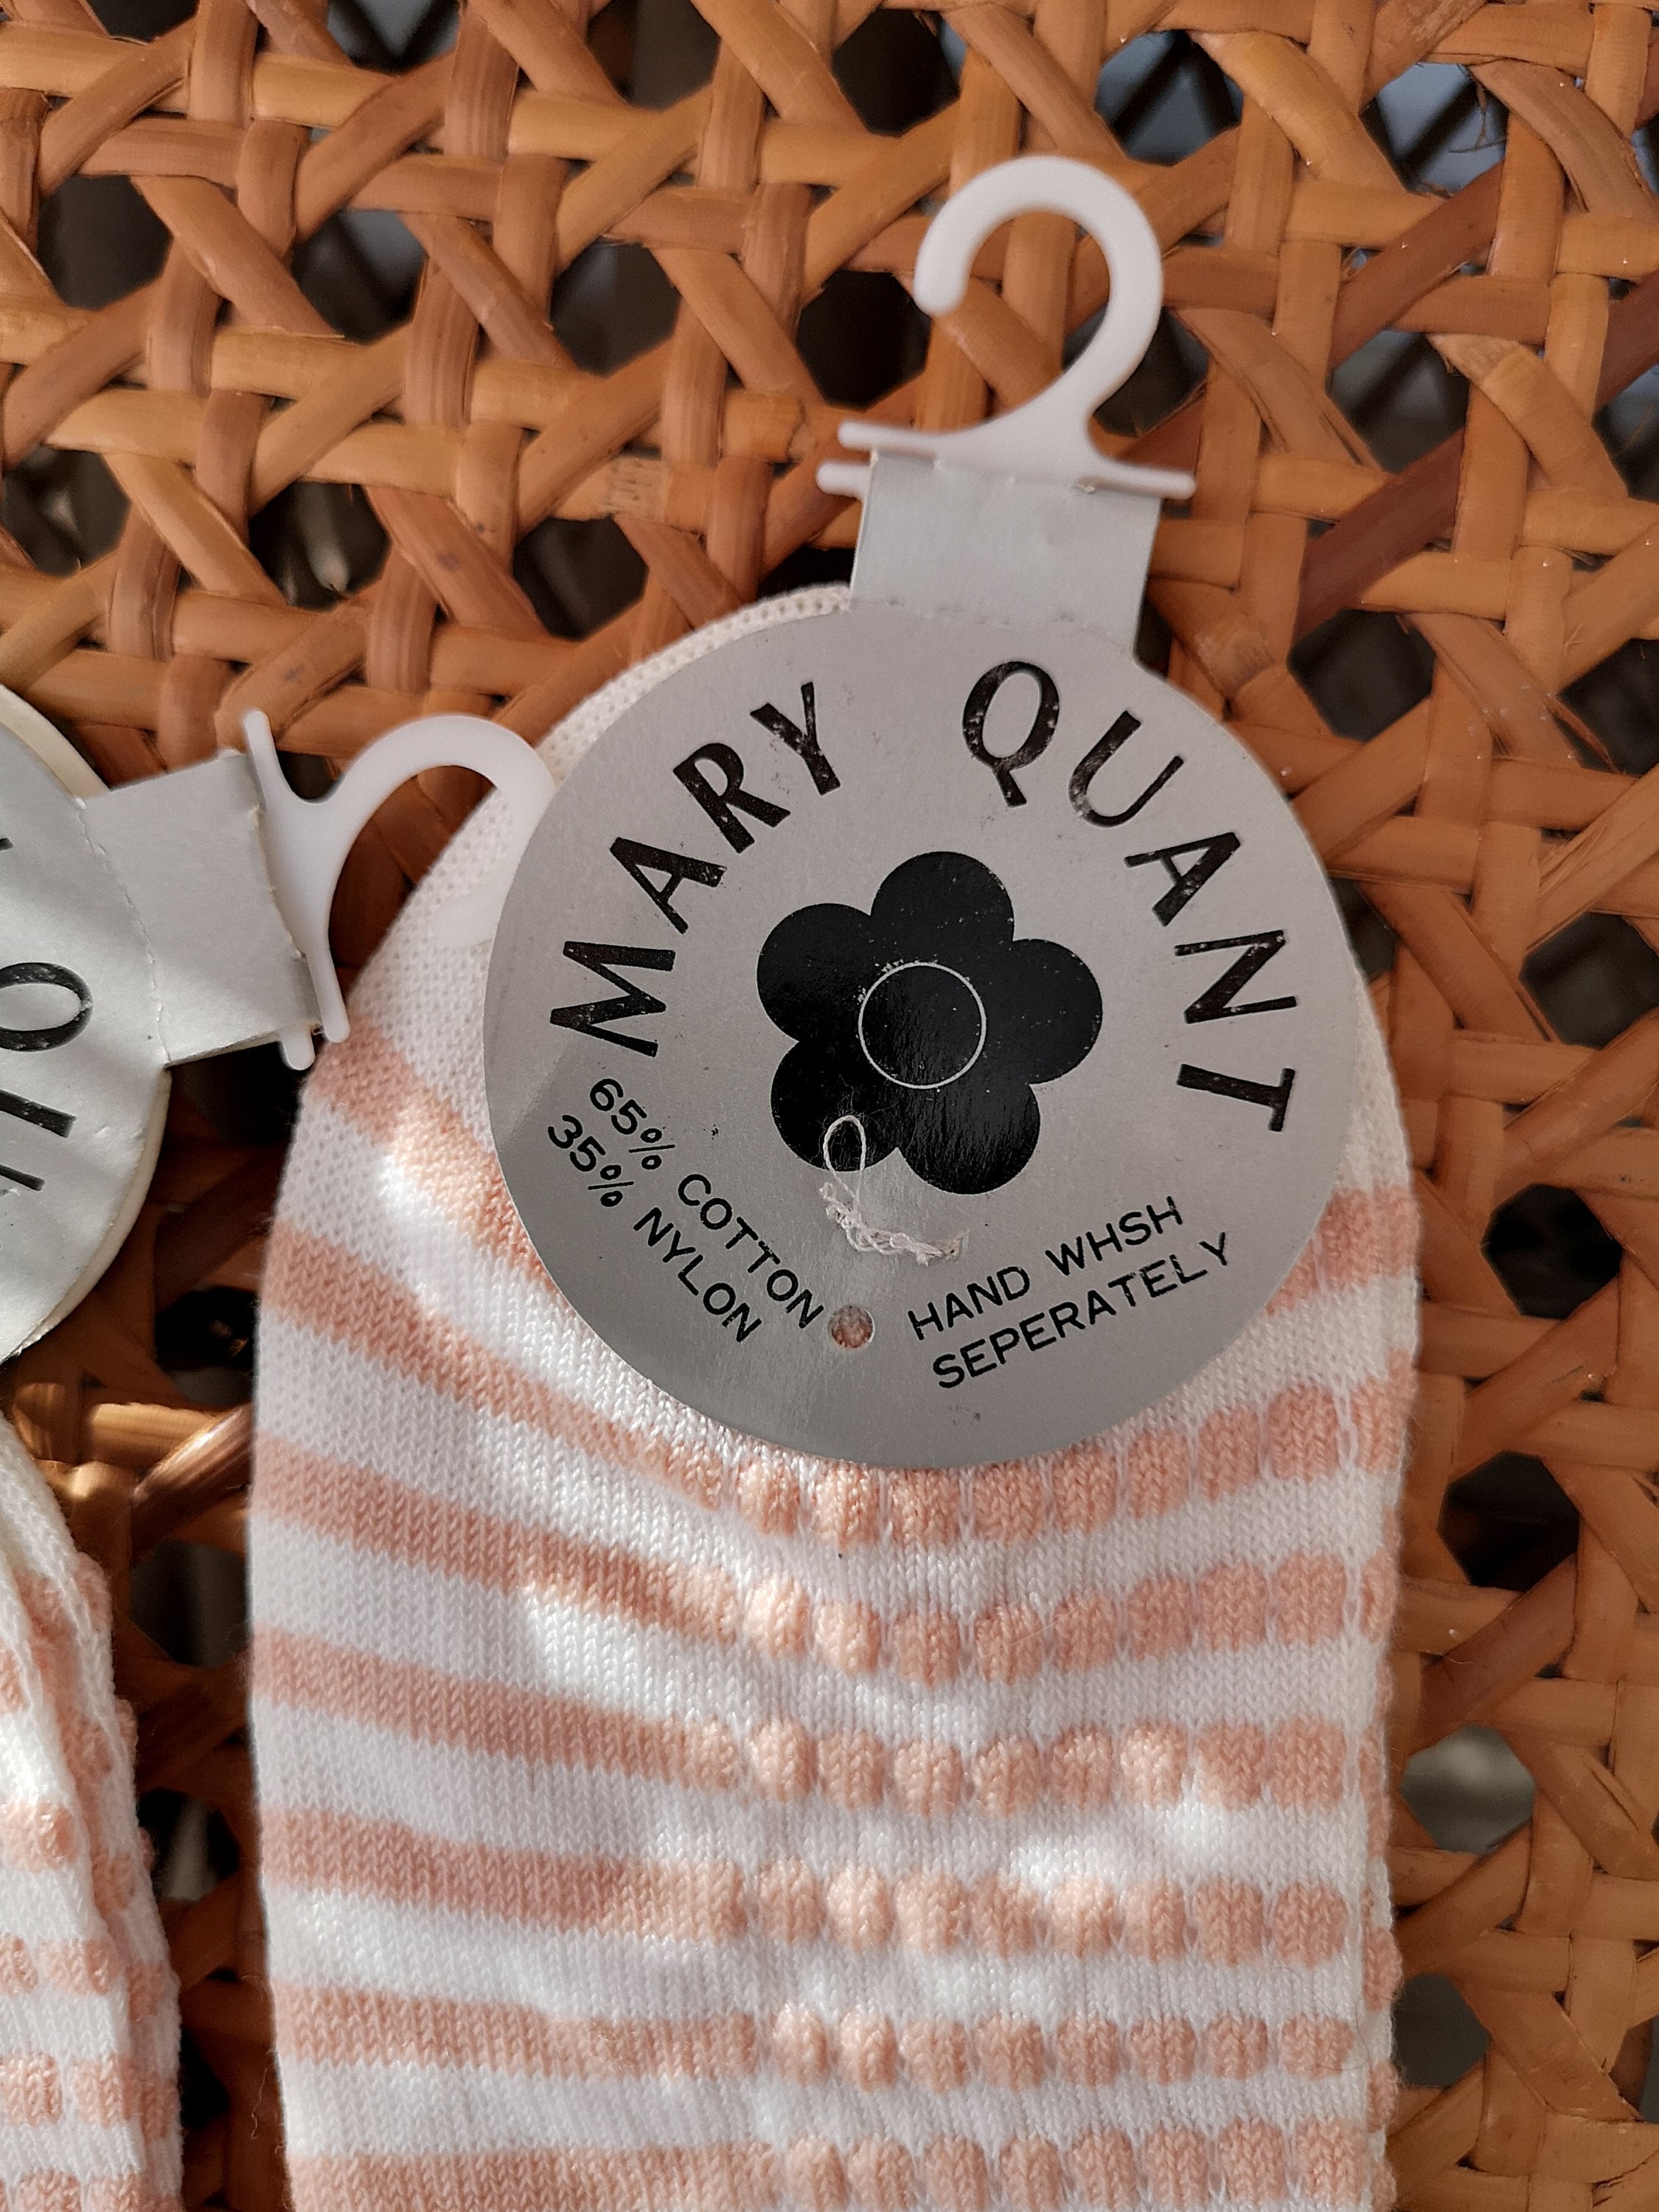 MARY QUANT
65% COTTON
35% NYLON
HAND WHSH
SEPERATELY